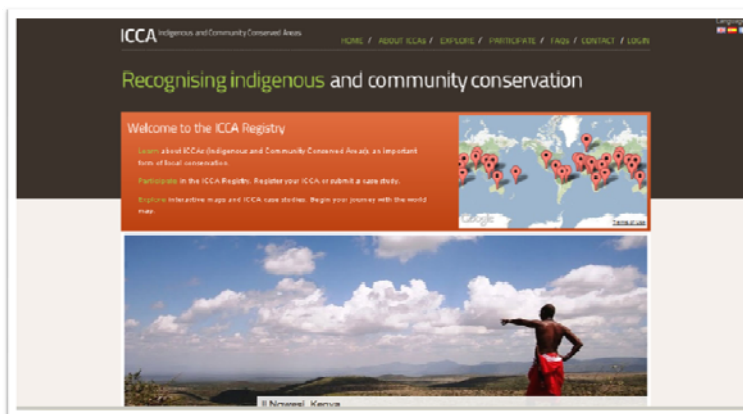 ICCA Indigenous and Community Conserved Areas
HOME / ABOUT ICCAs / EXPLORE / PARTICIPATE / FAQs / CONTACT / LOGIN
Recognising indigenous and community conservation
Welcome to the ICCA Registry
Learn about ICCAs (Indigenous and Community Conserved Areas), an important
form of local conservation.
Participate in the ICCA Registry. Register your ICCA or submit a case study.
Explore interactive maps and ICCA case studies. Begin your journey with the world
map.
Google
Terms of Use
Il Ngwesi, Kenya